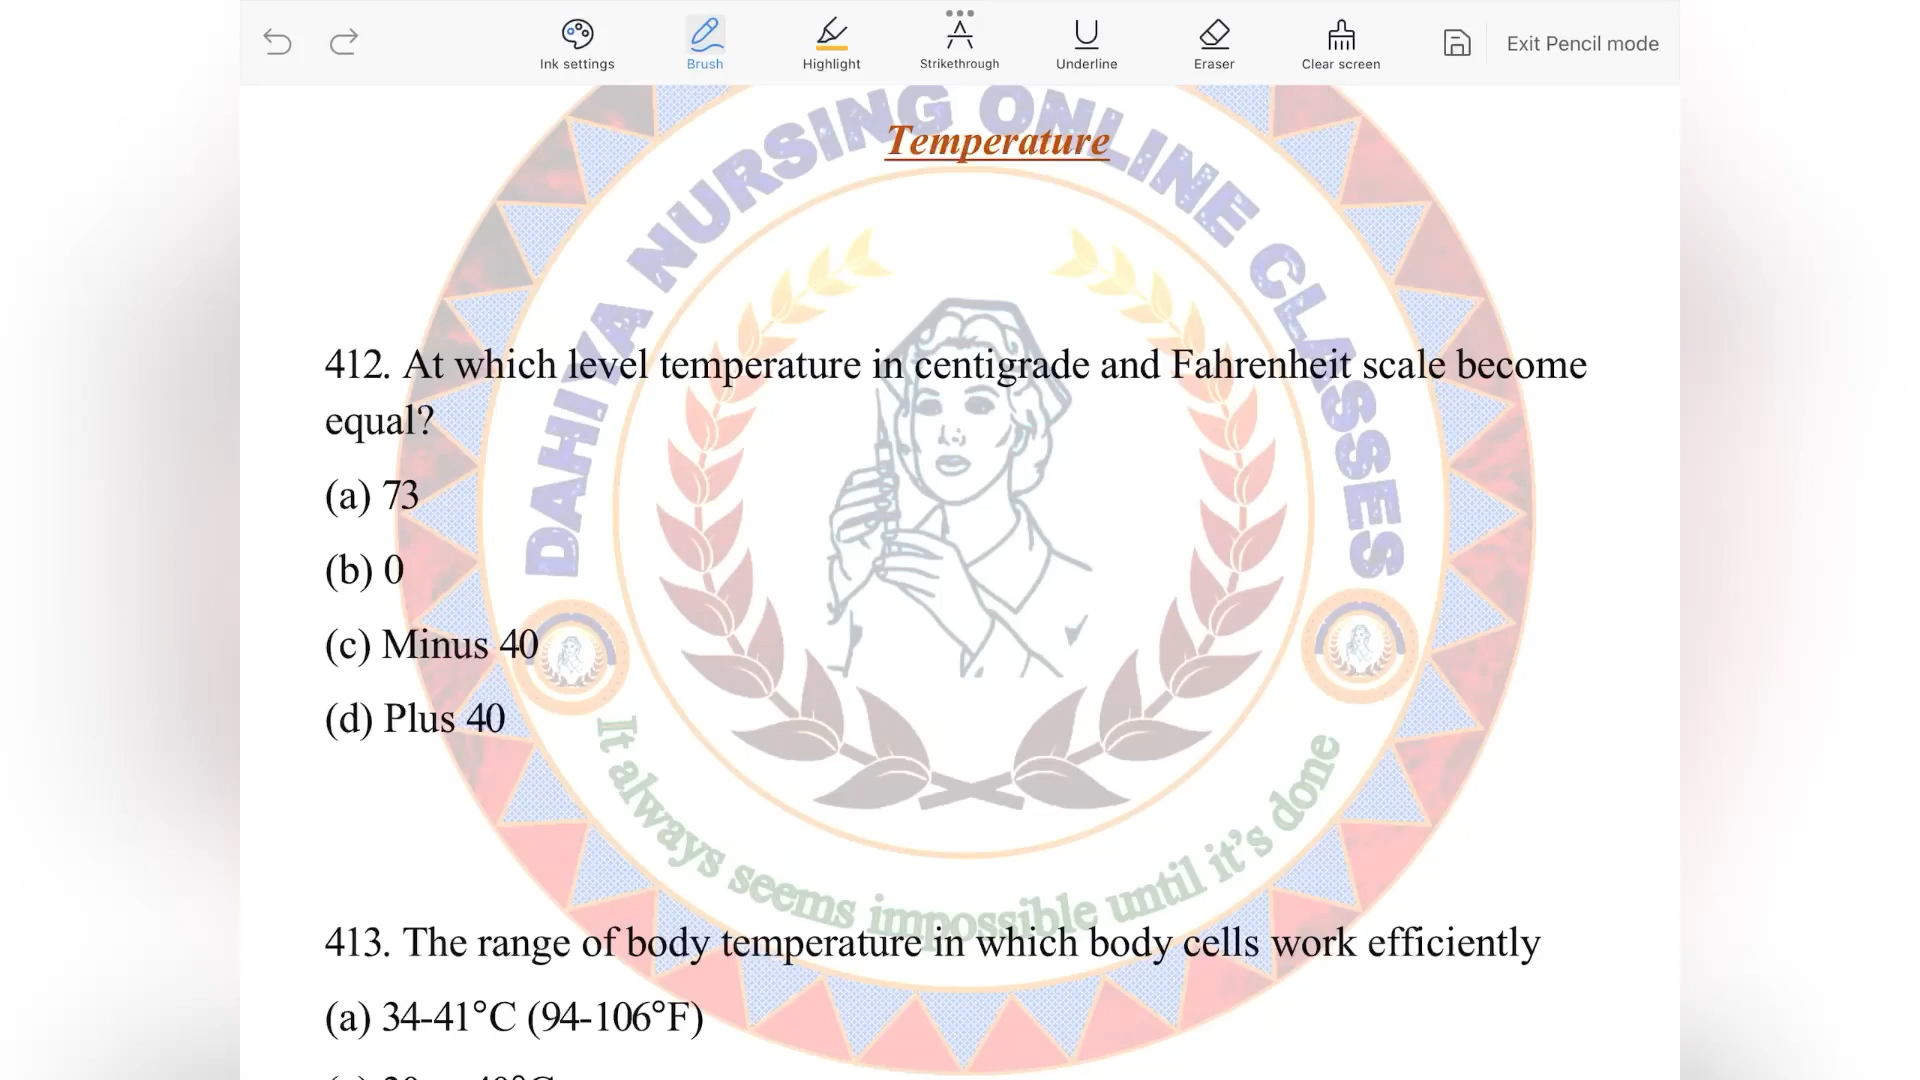 Ink settings
Brush
Highlight
Strikethrough
Underline
Eraser
Clear screen
Exit Pencil mode
DAHIYA NURSING ONLINE CLASSES
Temperature
412. At which level temperature in centigrade and Fahrenheit scale become
equal?
(a) 73
(b) 0
(c) Minus 40
(d) Plus 40
It always seems impossible until it's done
413. The range of body temperature in which body cells work efficiently
(a) 34-41°C (94-106°F)